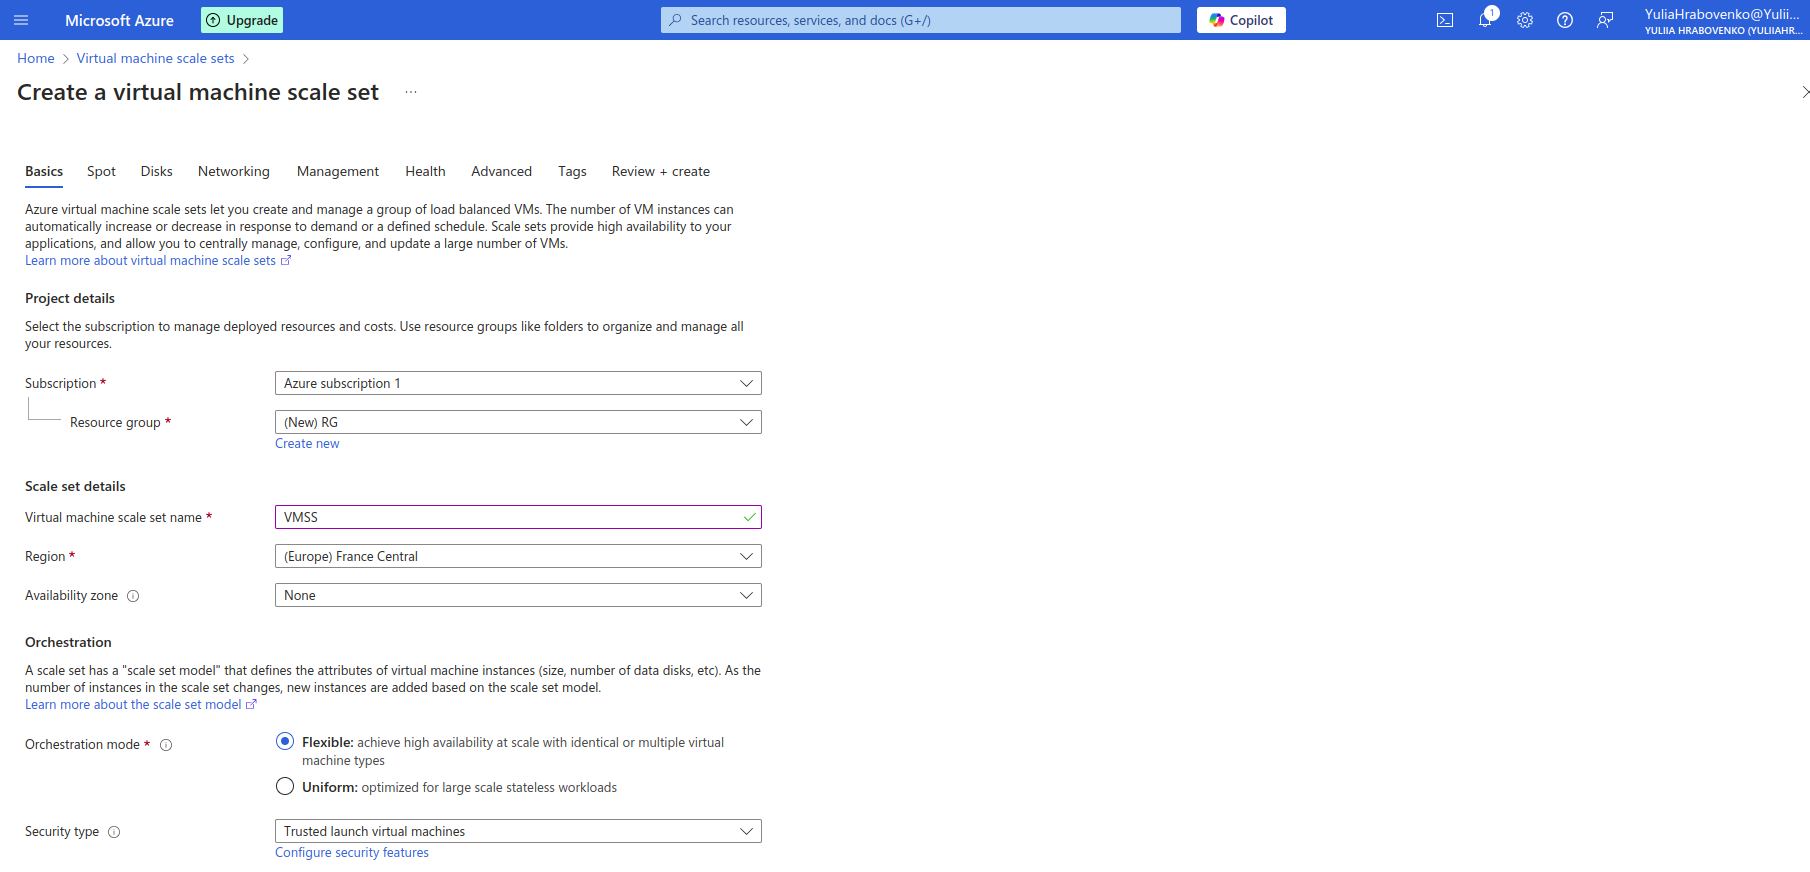 Microsoft Azure
Upgrade
Search resources, services, and docs (G+/)
Copilot
1
YuliaHrabovenko@Yulii...
YULIIA HRABOVENKO (YULIIAHR...
Home
Virtual machine scale sets
Create a virtual machine scale set
...
Basics Spot Disks Networking Management Health Advanced Tags Review + create
Azure virtual machine scale sets let you create and manage a group of load balanced VMs. The number of VM instances can
automatically increase or decrease in response to demand or a defined schedule. Scale sets provide high availability to your
applications, and allow you to centrally manage, configure, and update a large number of VMs.
Learn more about virtual machine scale sets
Project details
Select the subscription to manage deployed resources and costs. Use resource groups like folders to organize and manage all
your resources.
Subscription *
Azure subscription 1
Resource group *
(New) RG
Create new
Scale set details
Virtual machine scale set name *
VMSS
Region *
(Europe) France Central
Availability zone
None
Orchestration
A scale set has a "scale set model" that defines the attributes of virtual machine instances (size, number of data disks, etc). As the
number of instances in the scale set changes, new instances are added based on the scale set model.
Learn more about the scale set model
Orchestration mode *
Flexible: achieve high availability at scale with identical or multiple virtual
machine types
Uniform: optimized for large scale stateless workloads
Security type
Trusted launch virtual machines
Configure security features